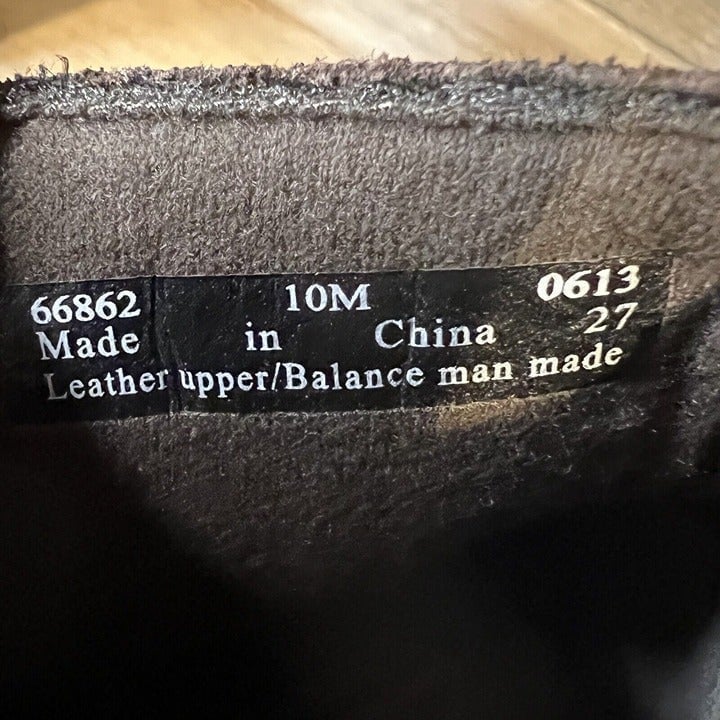 66862 10M 0613
Made in China 27
Leather upper/Balance man made